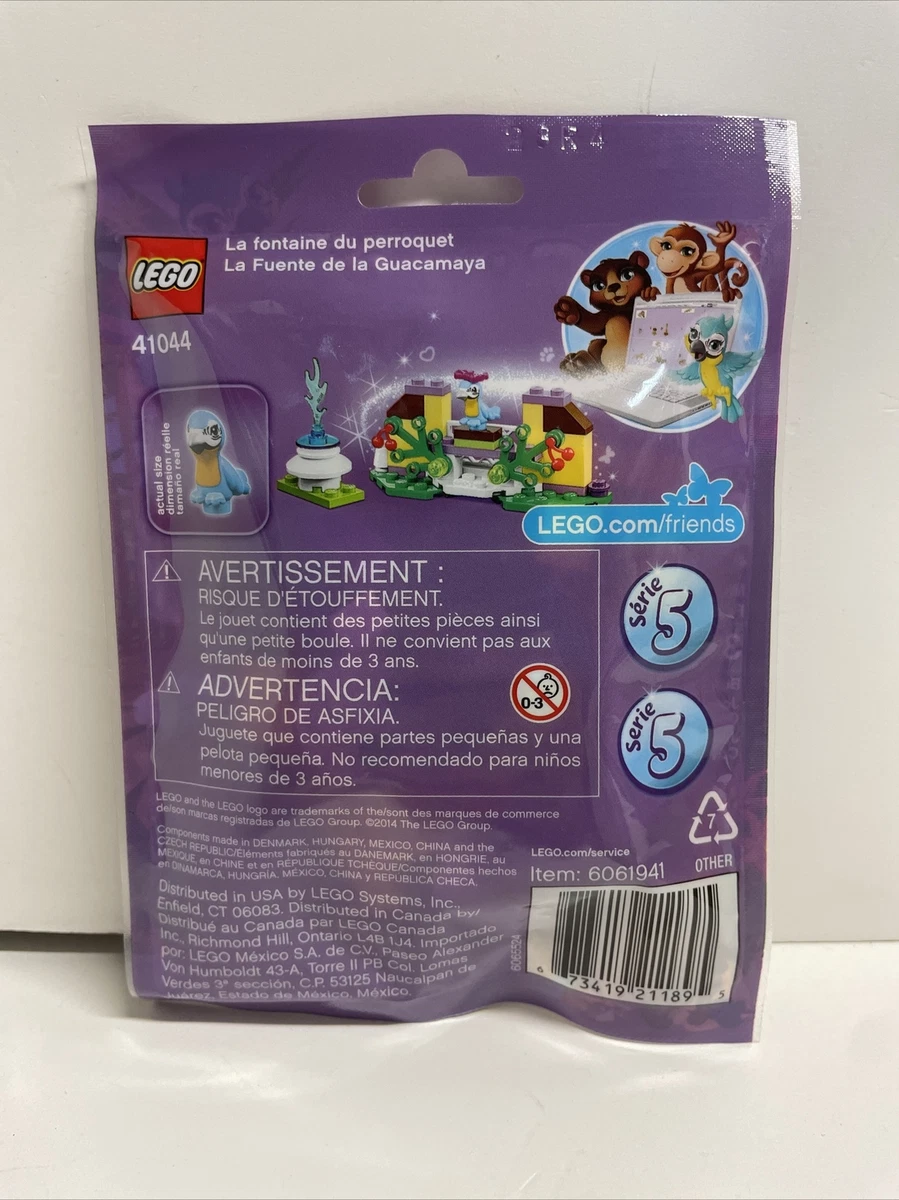 LEGO
La fontaine du perroquet
La Fuente de la Guacamaya
41044
actual size
dimension réelle
tamaño real
LEGO.com/friends
AVERTISSEMENT :
RISQUE D'ÉTOUFFEMENT.
Le jouet contient des petites pièces ainsi
qu'une petite boule. Il ne convient pas aux
enfants de moins de 3 ans.
ADVERTENCIA:
PELIGRO DE ASFIXIA.
Juguete que contiene partes pequeñas y una
pelota pequeña. No recomendado para niños
menores de 3 años.
0-3
série
5
serie
5
LEGO and the LEGO logo are trademarks of the/sont des marques de commerce
de/son marcas registradas de LEGO Group. ©2014 The LEGO Group.
Components made in DENMARK, HUNGARY, MEXICO, CHINA and the
CZECH REPUBLIC/Éléments fabriqués au DANEMARK, en HONGRIE, au
MEXIQUE, en CHINE et en RÉPUBLIQUE TCHÈQUE/Componentes hechos
en DINAMARCA, HUNGRÍA, MÉXICO, CHINA y REPÚBLICA CHECA.
Distributed in USA by LEGO Systems, Inc.,
Enfield, CT 06083. Distributed in Canada by/
Distribué au Canada par LEGO Canada
Inc., Richmond Hill, Ontario L4B 1J4. Importado
por: LEGO México S.A. de C.V., Paseo Alexander
Von Humboldt 43-A, Torre II PB Col. Lomas
Verdes 3ª sección, C.P. 53125 Naucalpan de
Juárez, Estado de México, México.
7
OTHER
LEGO.com/service
Item: 6061941
6065524
6 73419 21189 5